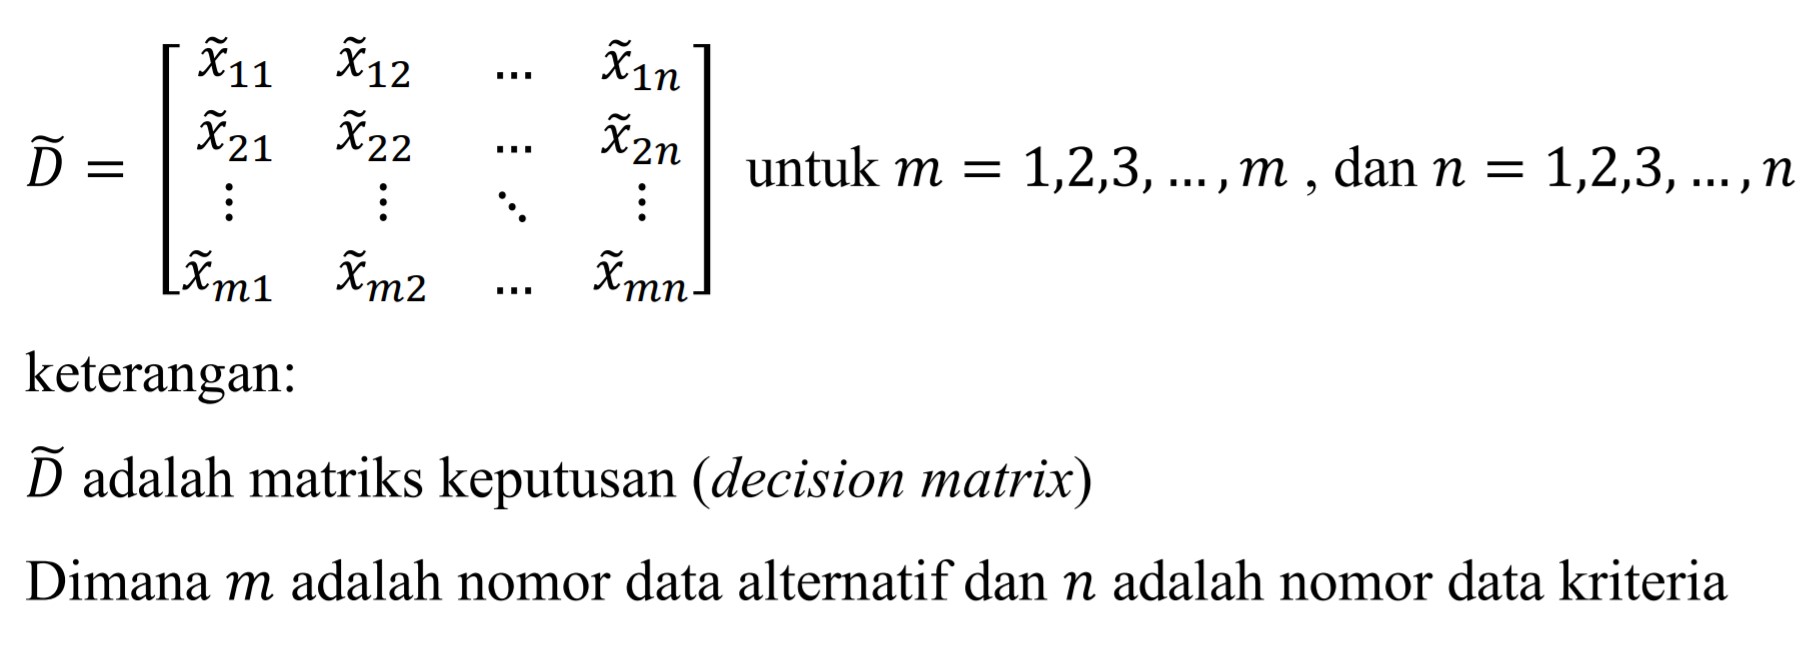 D̃ = [ x̃₁₁ x̃₁₂ … x̃₁ₙ
x̃₂₁ x̃₂₂ … x̃₂ₙ
⋮ ⋮ ⋱ ⋮
x̃ₘ₁ x̃ₘ₂ … x̃ₘₙ ] untuk m = 1,2,3, … , m , dan n = 1,2,3, … , n
keterangan:
D̃ adalah matriks keputusan (decision matrix)
Dimana m adalah nomor data alternatif dan n adalah nomor data kriteria